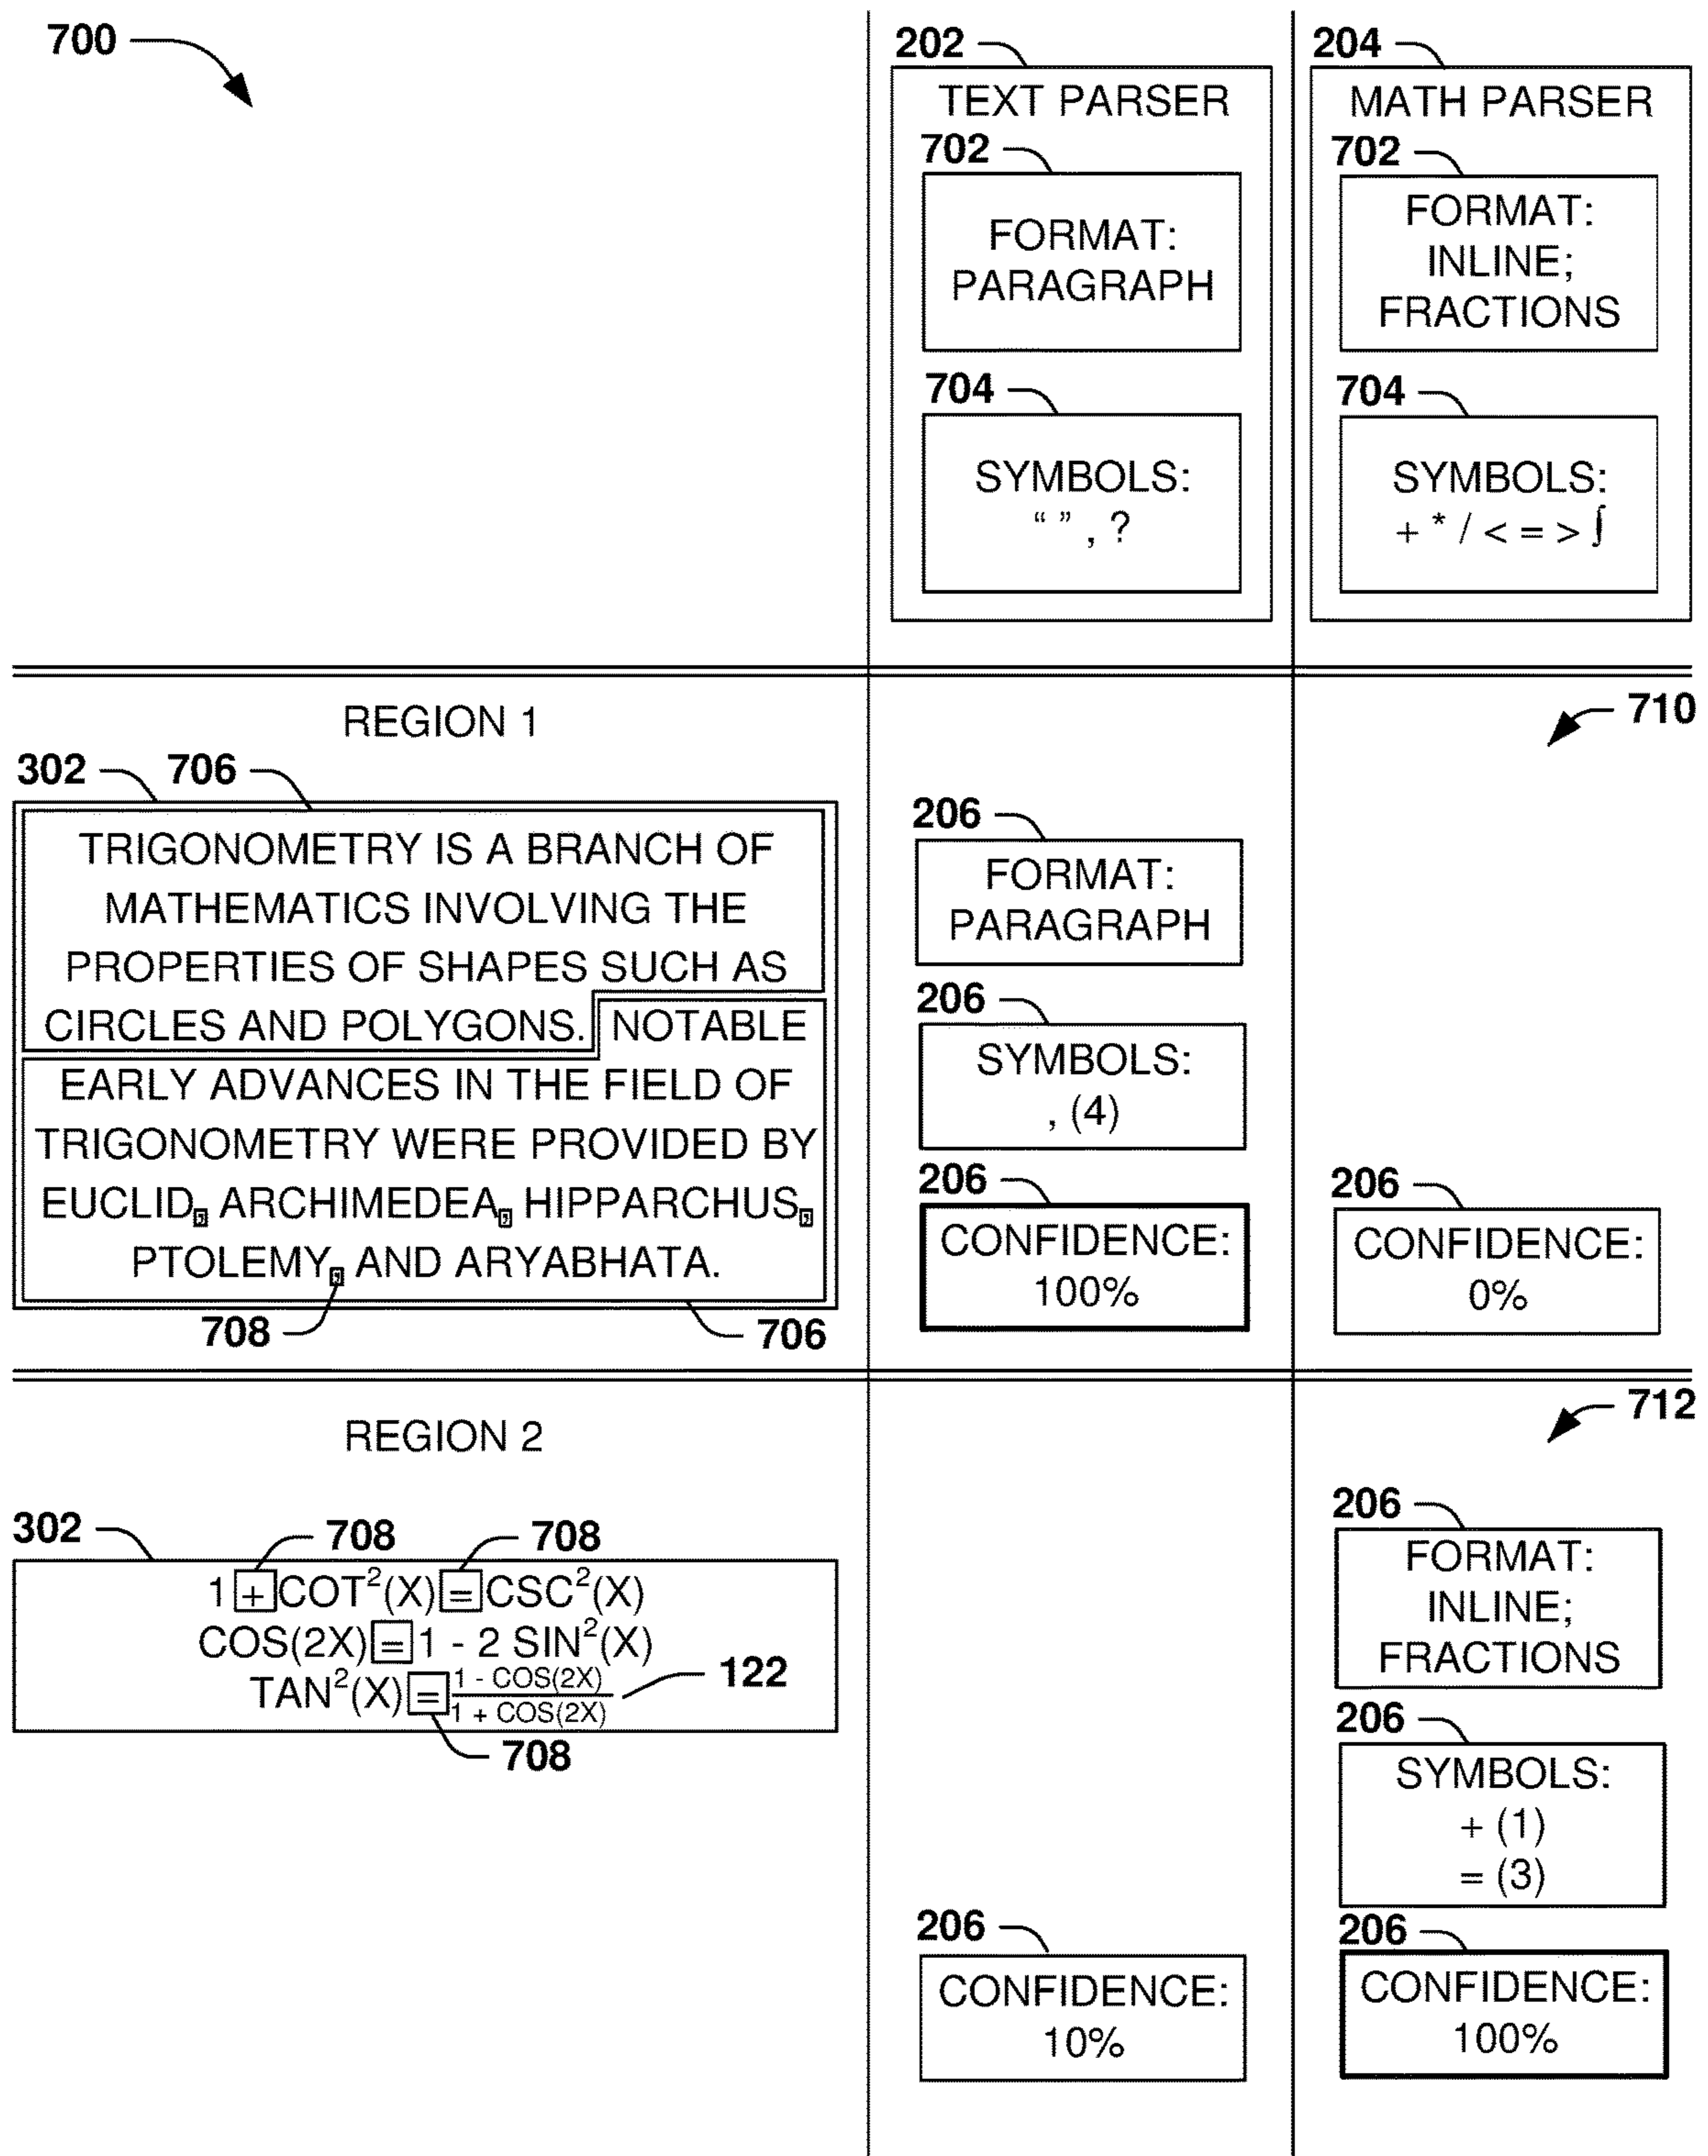 700
202
204
TEXT PARSER
MATH PARSER
702
702
FORMAT:
PARAGRAPH
FORMAT:
INLINE;
FRACTIONS
704
704
SYMBOLS:
“ ” , ?
SYMBOLS:
+ * / < = > ∫
REGION 1
710
302
706
TRIGONOMETRY IS A BRANCH OF
MATHEMATICS INVOLVING THE
PROPERTIES OF SHAPES SUCH AS
CIRCLES AND POLYGONS. NOTABLE
EARLY ADVANCES IN THE FIELD OF
TRIGONOMETRY WERE PROVIDED BY
EUCLID, ARCHIMEDEA, HIPPARCHUS,
PTOLEMY, AND ARYABHATA.
708
706
206
FORMAT:
PARAGRAPH
206
SYMBOLS:
, (4)
206
CONFIDENCE:
100%
206
CONFIDENCE:
0%
REGION 2
712
302
708
708
1 + COT²(X) = CSC²(X)
COS(2X) = 1 - 2 SIN²(X)
TAN²(X) = 1 - COS(2X)
1 + COS(2X)
122
708
206
CONFIDENCE:
10%
206
FORMAT:
INLINE;
FRACTIONS
206
SYMBOLS:
+ (1)
= (3)
206
CONFIDENCE:
100%